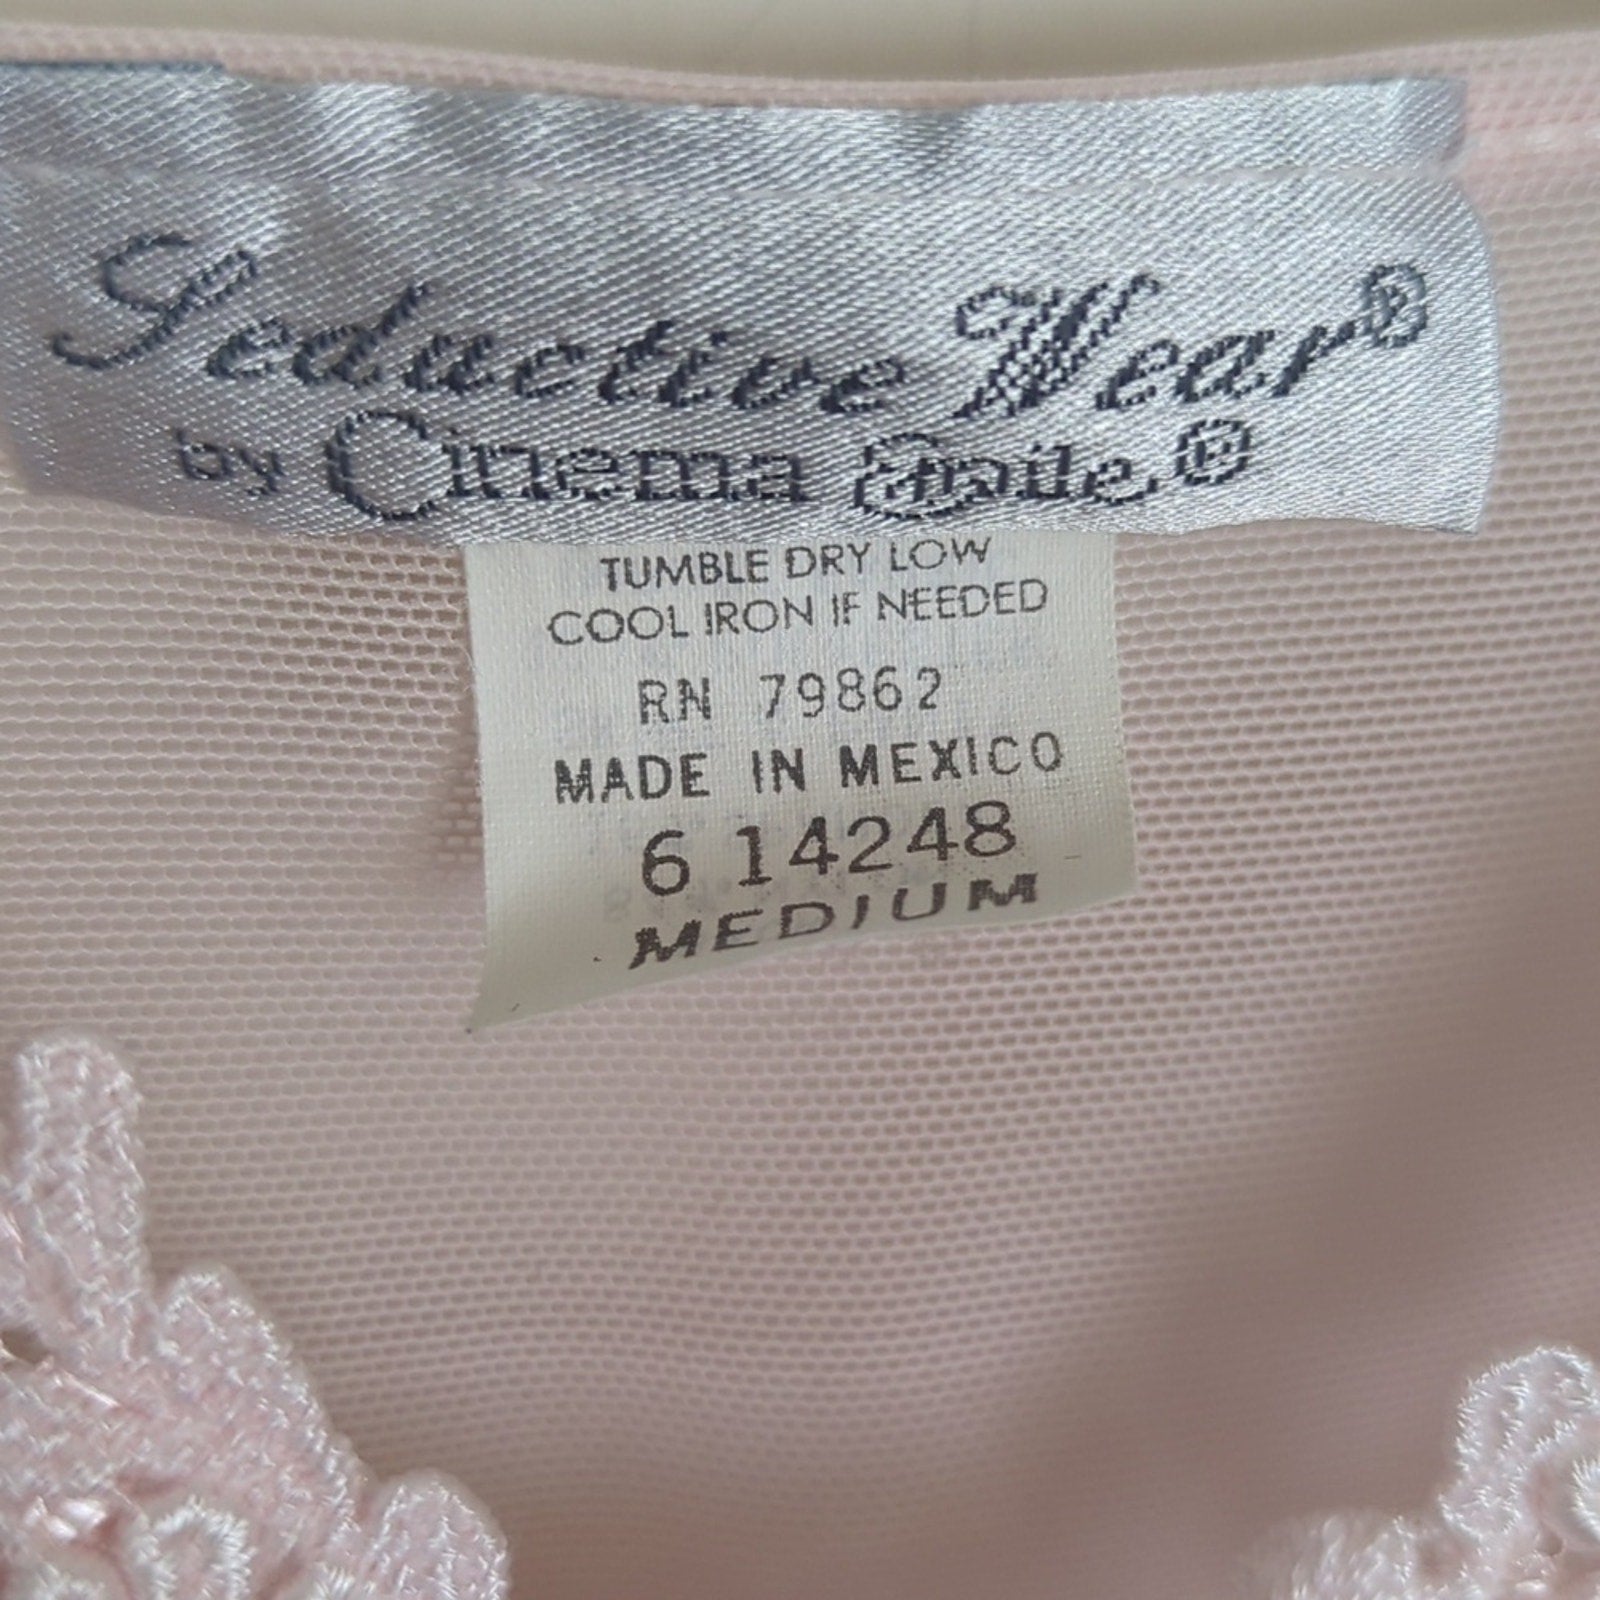 Seductive Wear®
by Cinema Etoile®
TUMBLE DRY LOW
COOL IRON IF NEEDED
RN 79862
MADE IN MEXICO
6 14248
MEDIUM